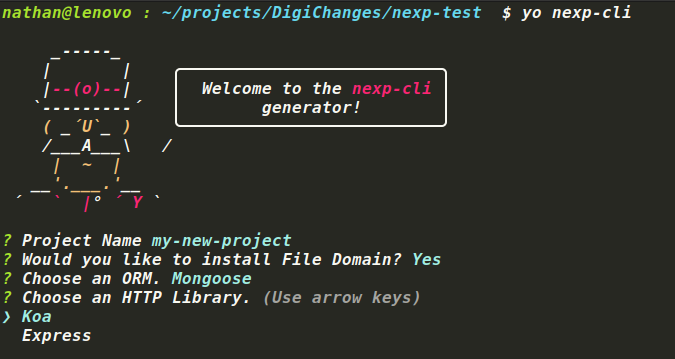 nathan@lenovo : ~/projects/DigiChanges/nexp-test  $ yo nexp-cli
     _-----_
    |       |
    |--(o)--|      Welcome to the nexp-cli
   `---------´            generator!
    ( _´U`_ )
    /___A___\   /
     |  ~  |
   __'.___.'__
 ´   `  |° ´ Y `
? Project Name my-new-project
? Would you like to install File Domain? Yes
? Choose an ORM. Mongoose
? Choose an HTTP Library. (Use arrow keys)
❯ Koa
  Express